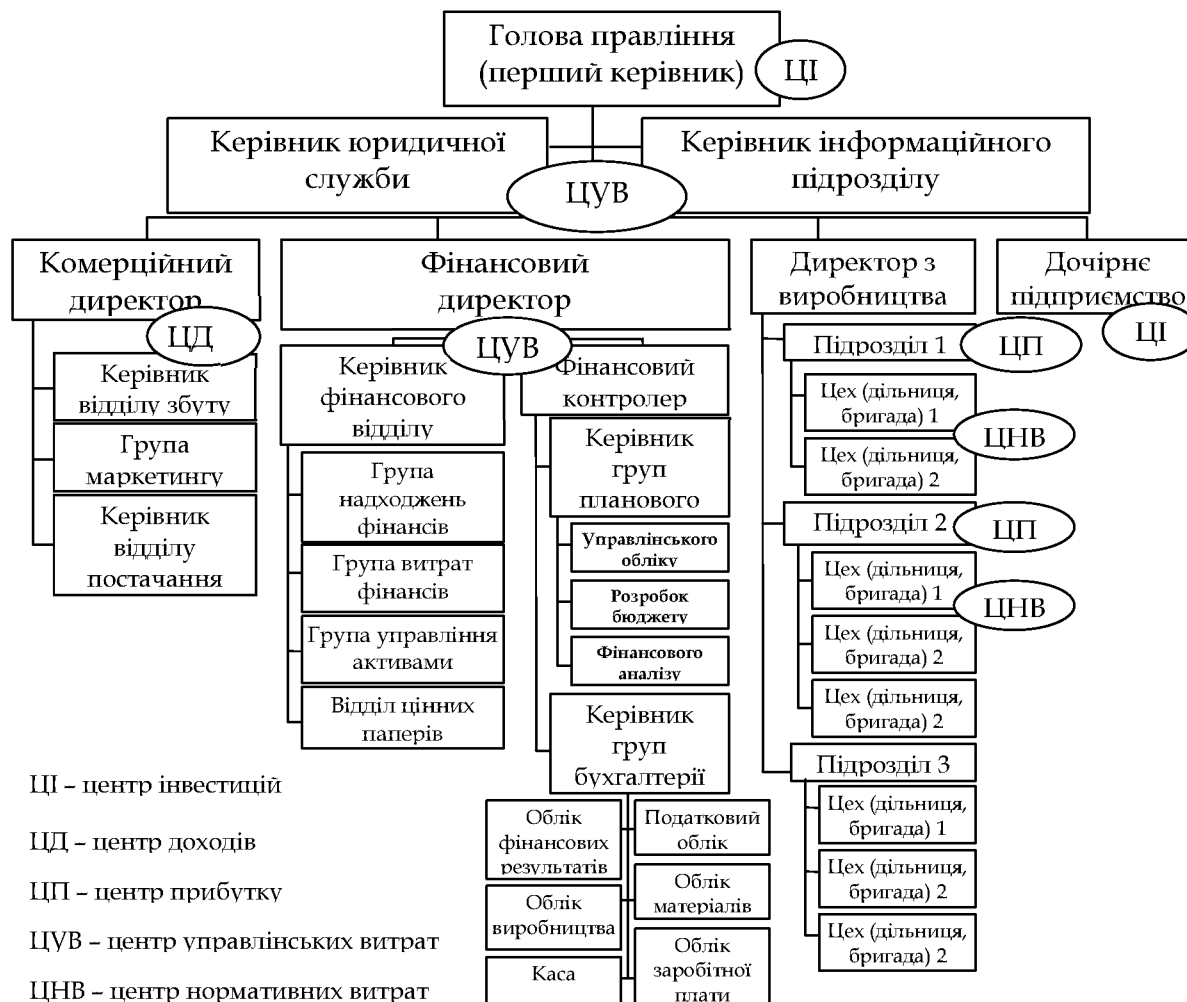 Голова правління
(перший керівник)
ЦІ
Керівник юридичної
служби
Керівник інформаційного
підрозділу
ЦУВ
Комерційний
директор
ЦД
Керівник
відділу збуту
Група
маркетингу
Керівник
відділу
постачання
Фінансовий
директор
ЦУВ
Керівник
фінансового
відділу
Група
надходжень
фінансів
Група витрат
фінансів
Група управління
активами
Відділ цінних
паперів
Фінансовий
контролер
Керівник
груп
планового
Управлінського
обліку
Розробок
бюджету
Фінансового
аналізу
Керівник
груп
бухгалтерії
Облік
фінансових
результатів
Податковий
облік
Облік
виробництва
Облік
матеріалів
Каса
Облік
заробітної
плати
Директор з
виробництва
Підрозділ 1
ЦП
Цех (дільниця,
бригада) 1
ЦНВ
Цех (дільниця,
бригада) 2
Підрозділ 2
ЦП
Цех (дільниця,
бригада) 1
ЦНВ
Цех (дільниця,
бригада) 2
Цех (дільниця,
бригада) 2
Підрозділ 3
Цех (дільниця,
бригада) 1
Цех (дільниця,
бригада) 2
Цех (дільниця,
бригада) 2
Дочірнє
підприємство
ЦІ
ЦІ – центр інвестицій
ЦД – центр доходів
ЦП – центр прибутку
ЦУВ – центр управлінських витрат
ЦНВ – центр нормативних витрат